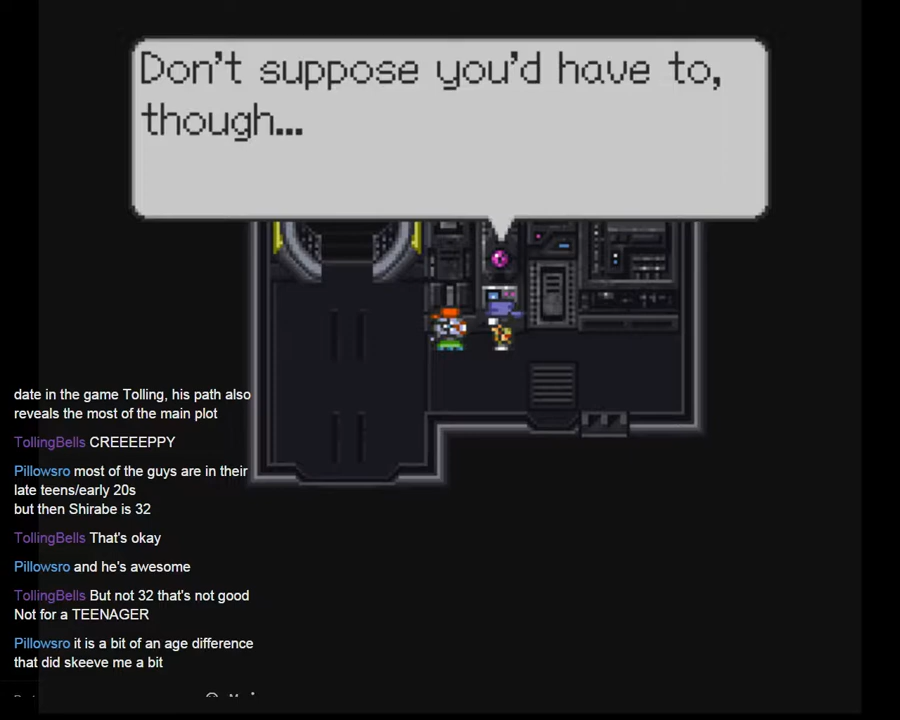 Don't suppose you'd have to,
though...
date in the game Tolling, his path also
reveals the most of the main plot
TollingBells CREEEEPPY
Pillowsro most of the guys are in their
late teens/early 20s
but then Shirabe is 32
TollingBells That's okay
Pillowsro and he's awesome
TollingBells But not 32 that's not good
Not for a TEENAGER
Pillowsro it is a bit of an age difference
that did skeeve me a bit